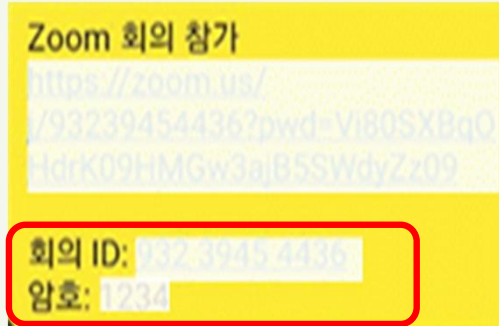 Zoom 회의 참가
https://zoom.us/
j/93239454436?pwd=Vi80SXBqQ
HdrK09HMGw3ajB5SWdyZz09
회의 ID: 932 3945 4436
암호: 1234